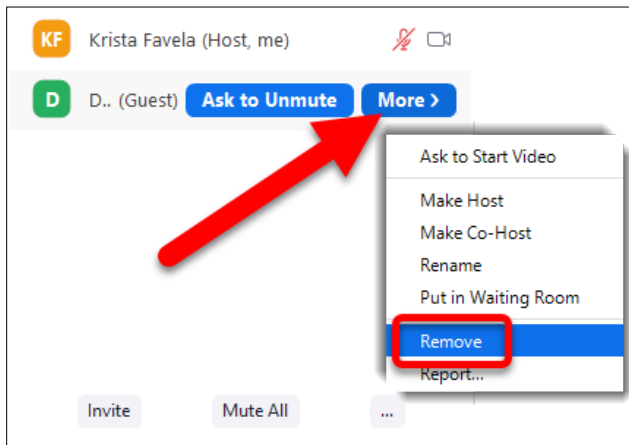 KF Krista Favela (Host, me)
D D.. (Guest) Ask to Unmute More >
Ask to Start Video
Make Host
Make Co-Host
Rename
Put in Waiting Room
Remove
Report...
Invite Mute All ...